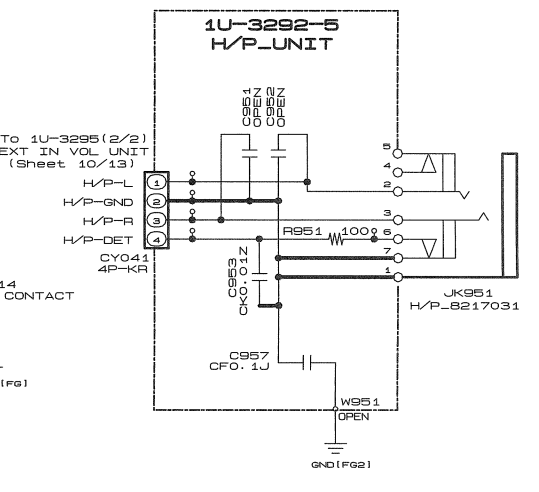 1U-3292-5
H/P_UNIT
C951
OPEN
C952
OPEN
To 1U-3295(2/2)
EXT IN VOL UNIT
(Sheet 10/13)
H/P-L
1
H/P-GND
2
H/P-R
3
H/P-DET
4
CY041
4P-KR
5
4
2
3
R951
100
6
7
1
C953
CK0.01Z
JK951
H/P_8217031
14
CONTACT
C957
CF0.1J
[FG]
W951
OPEN
GND[FG2]